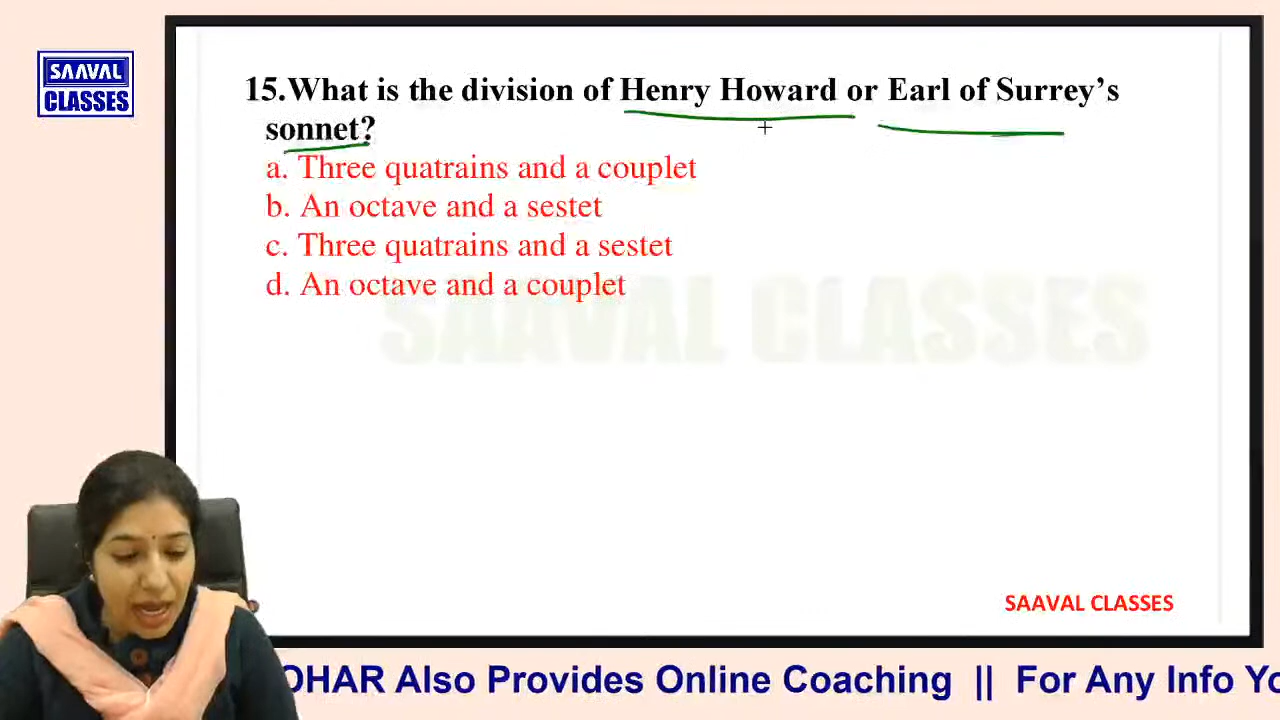 SAAVAL
CLASSES
15.What is the division of Henry Howard or Earl of Surrey's
sonnet?
a. Three quatrains and a couplet
b. An octave and a sestet
c. Three quatrains and a sestet
d. An octave and a couplet
SAAVAL CLASSES
SAAVAL CLASSES
OHAR Also Provides Online Coaching || For Any Info Yo